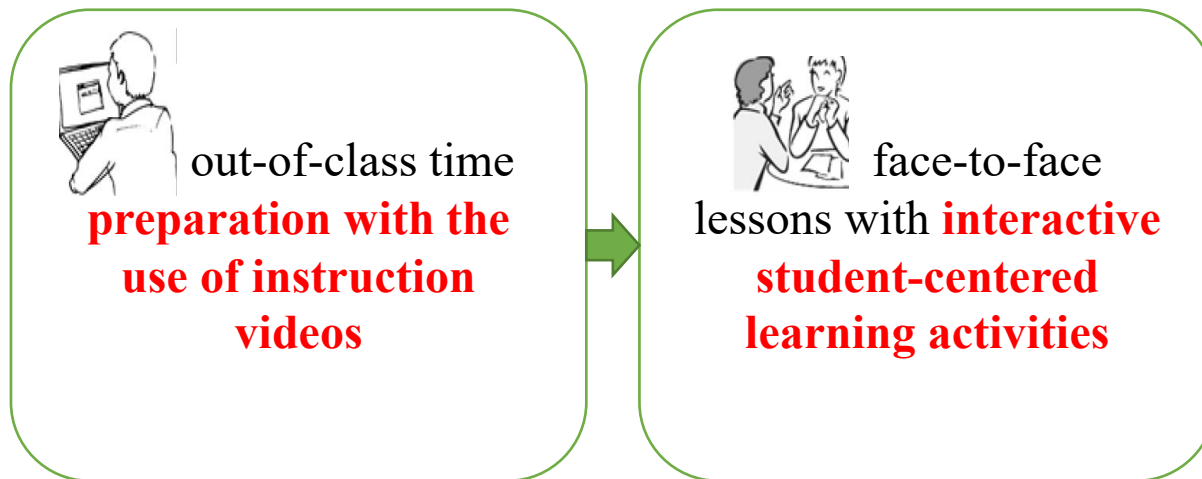 out-of-class time
preparation with the
use of instruction
videos
face-to-face
lessons with interactive
student-centered
learning activities